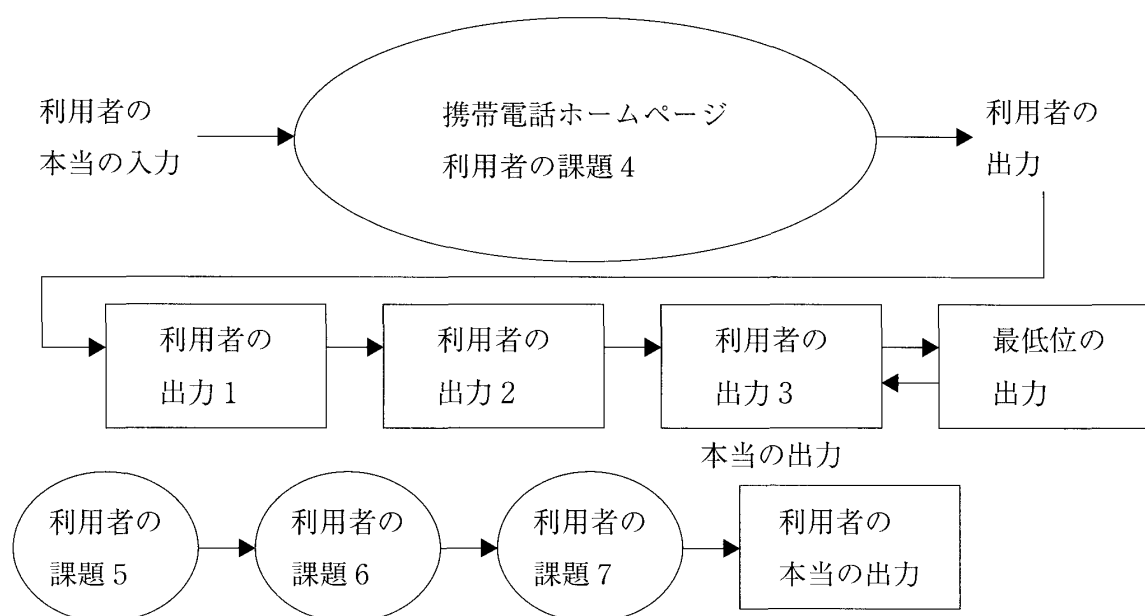 利用者の
本当の入力
携帯電話ホームページ
利用者の課題4
利用者の
出力
利用者の
出力1
利用者の
出力2
利用者の
出力3
最低位の
出力
本当の出力
利用者の
課題5
利用者の
課題6
利用者の
課題7
利用者の
本当の出力